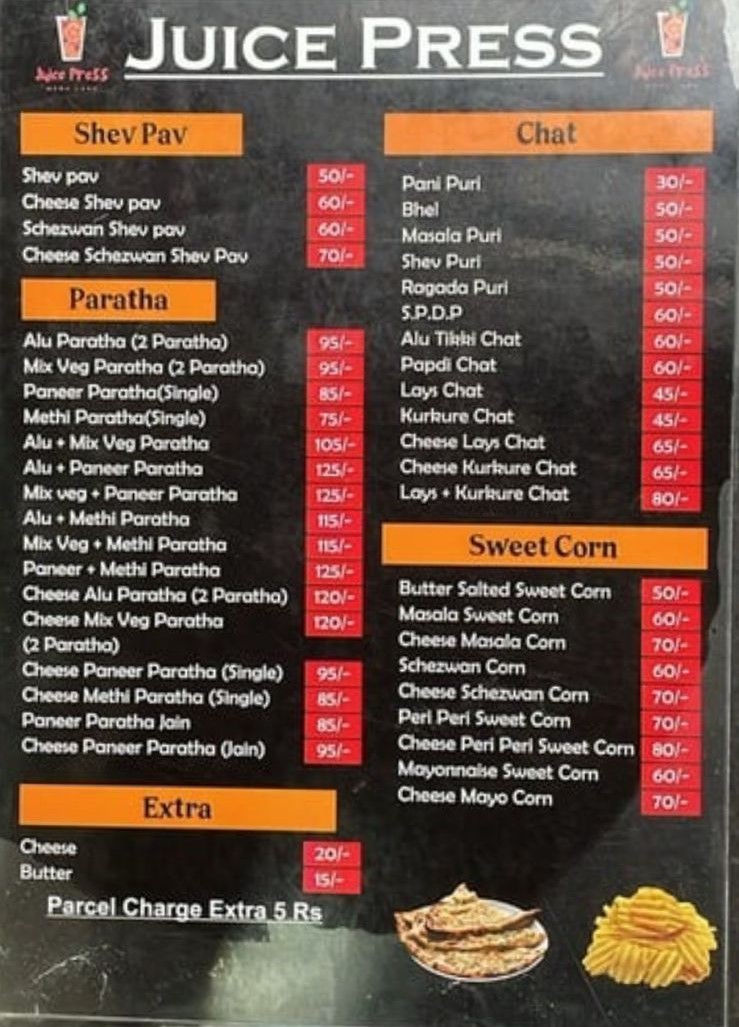 JUICE PRESS
Juice Press
Juice Press
Shev Pav
Shev pav 50/-
Cheese Shev pav 60/-
Schezwan Shev pav 60/-
Cheese Schezwan Shev Pav 70/-
Paratha
Alu Paratha (2 Paratha) 95/-
Mix Veg Paratha (2 Paratha) 95/-
Paneer Paratha(Single) 85/-
Methi Paratha(Single) 75/-
Alu + Mix Veg Paratha 105/-
Alu + Paneer Paratha 125/-
Mix veg + Paneer Paratha 125/-
Alu + Methi Paratha 115/-
Mix Veg + Methi Paratha 115/-
Paneer + Methi Paratha 125/-
Cheese Alu Paratha (2 Paratha) 120/-
Cheese Mix Veg Paratha 120/-
(2 Paratha)
Cheese Paneer Paratha (Single) 95/-
Cheese Methi Paratha (Single) 85/-
Paneer Paratha Jain 85/-
Cheese Paneer Paratha (Jain) 95/-
Extra
Cheese 20/-
Butter 15/-
Parcel Charge Extra 5 Rs
Chat
Pani Puri 30/-
Bhel 50/-
Masala Puri 50/-
Shev Puri 50/-
Ragada Puri 50/-
S.P.D.P 60/-
Alu Tikki Chat 60/-
Papdi Chat 60/-
Lays Chat 45/-
Kurkure Chat 45/-
Cheese Lays Chat 65/-
Cheese Kurkure Chat 65/-
Lays + Kurkure Chat 80/-
Sweet Corn
Butter Salted Sweet Corn 50/-
Masala Sweet Corn 60/-
Cheese Masala Corn 70/-
Schezwan Corn 60/-
Cheese Schezwan Corn 70/-
Peri Peri Sweet Corn 70/-
Cheese Peri Peri Sweet Corn 80/-
Mayonnaise Sweet Corn 60/-
Cheese Mayo Corn 70/-